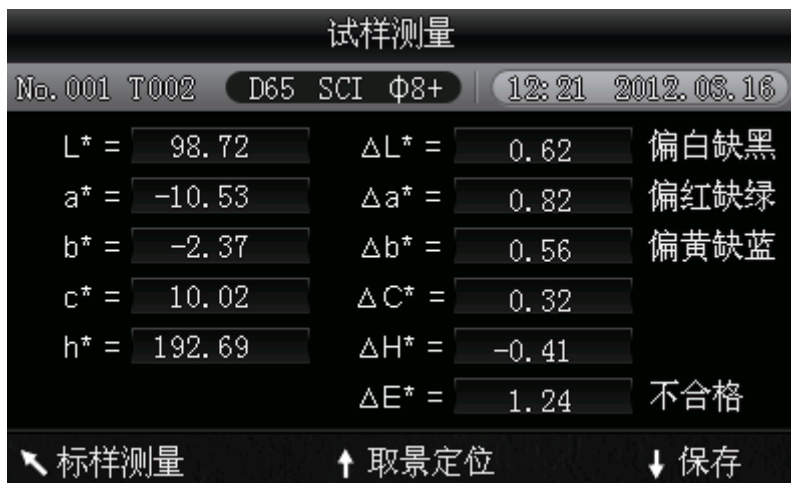 试样测量
No.001 T002 D65 SCI Φ8+ 12:21 2012.03.16
L* = 98.72 ΔL* = 0.62 偏白缺黑
a* = -10.53 Δa* = 0.82 偏红缺绿
b* = -2.37 Δb* = 0.56 偏黄缺蓝
c* = 10.02 ΔC* = 0.32
h* = 192.69 ΔH* = -0.41
ΔE* = 1.24 不合格
↖ 标样测量 ↑ 取景定位 ↓ 保存